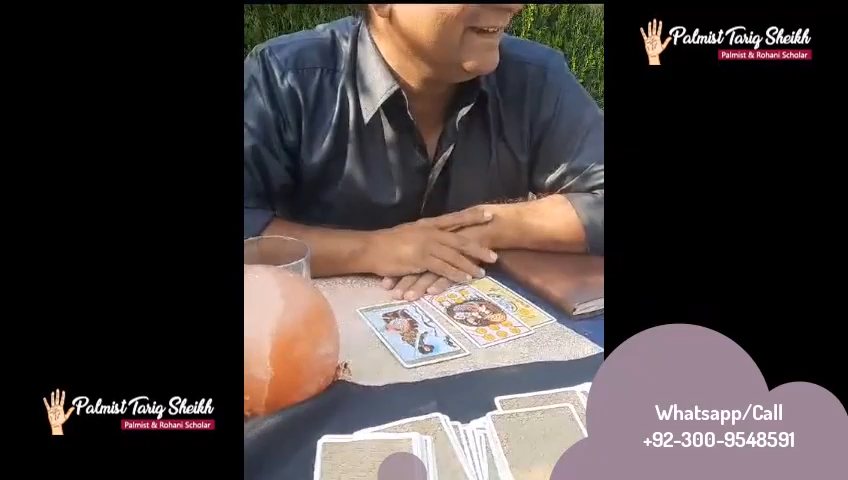 Palmist Tariq Sheikh
Palmist & Rohani Scholar
Palmist Tariq Sheikh
Palmist & Rohani Scholar
Whatsapp/Call
+92-300-9548591